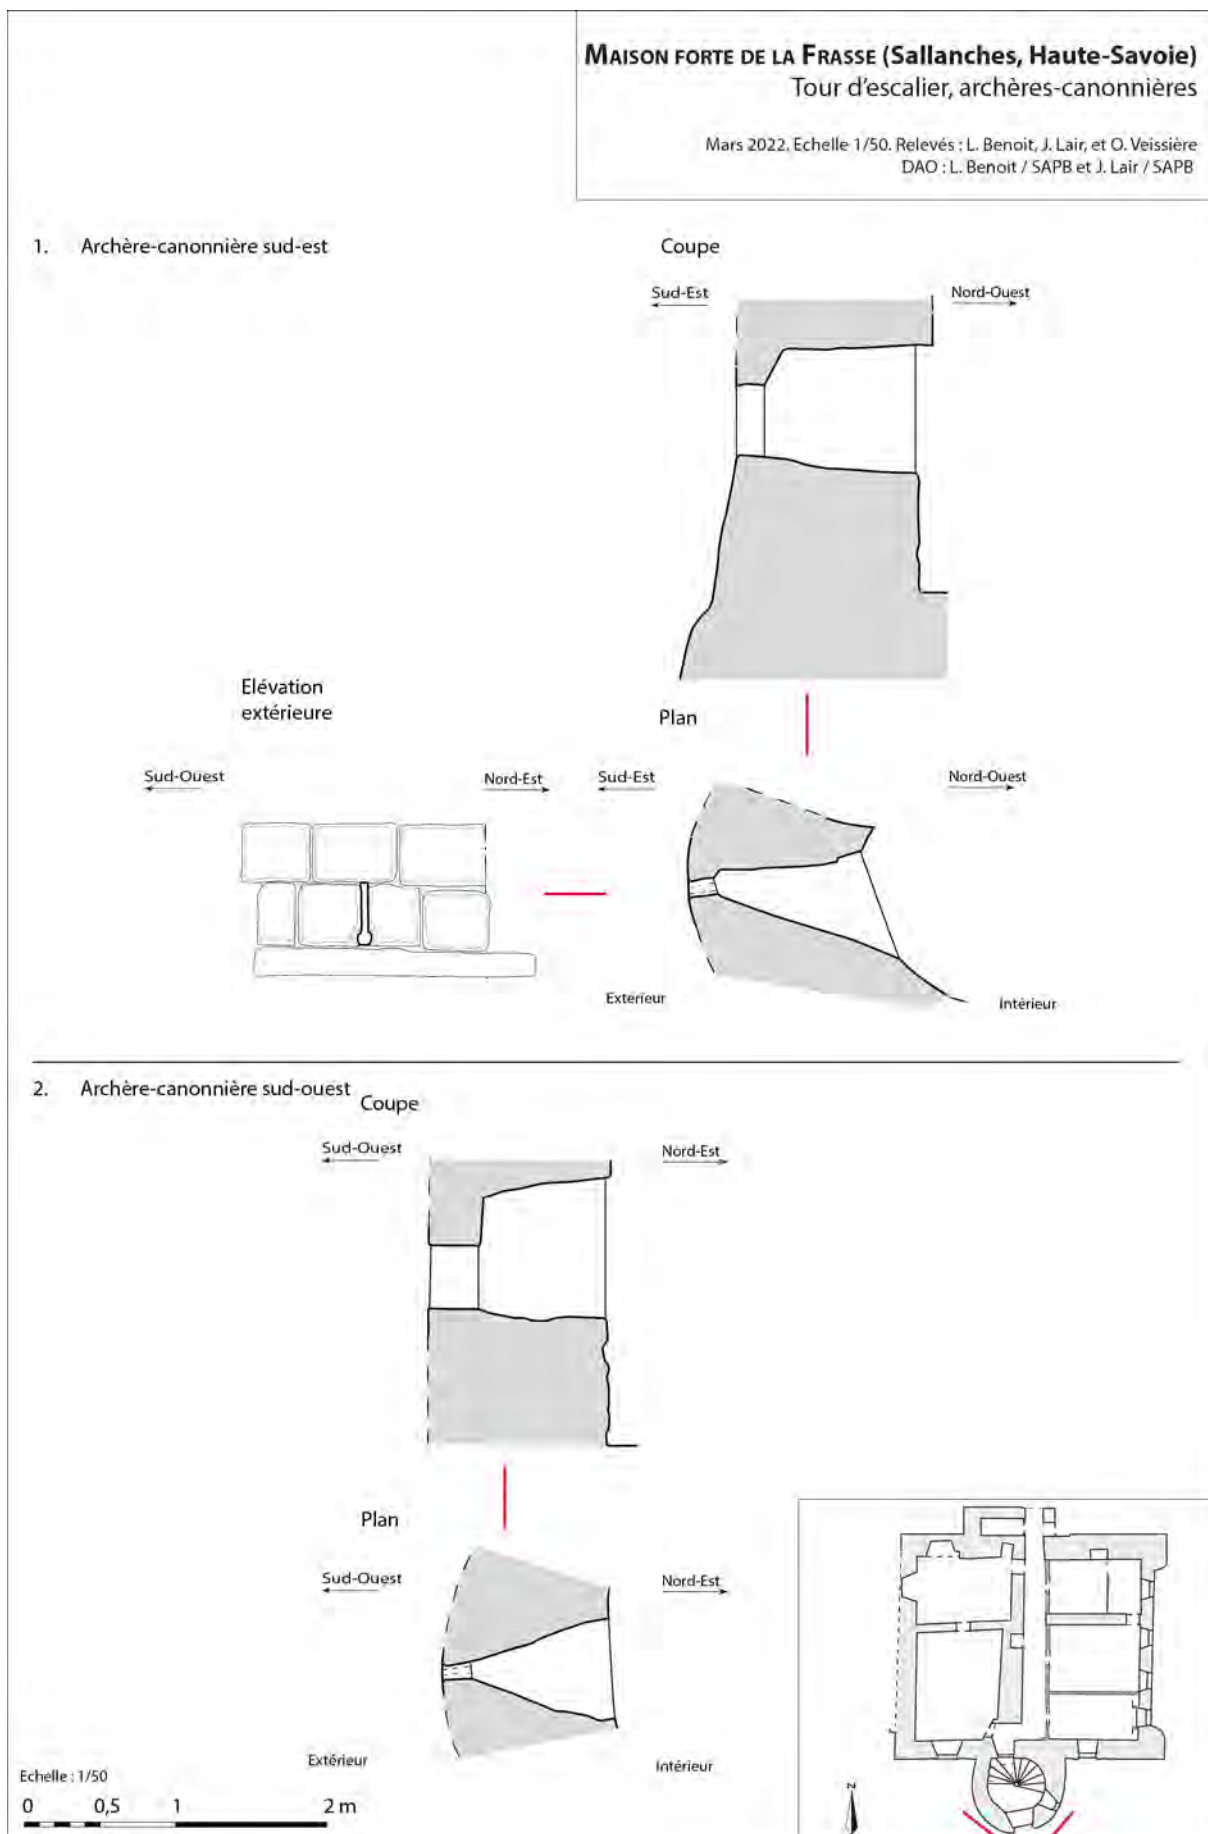 MAISON FORTE DE LA FRASSE (Sallanches, Haute-Savoie)
Tour d'escalier, archères-canonnières
Mars 2022. Echelle 1/50. Relevés : L. Benoit, J. Lair, et O. Veissière
DAO : L. Benoit / SAPB et J. Lair / SAPB
1. Archère-canonnière sud-est
Coupe
Sud-Est
Nord-Ouest
Elévation
extérieure
Plan
Sud-Ouest
Nord-Est
Sud-Est
Nord-Ouest
Extérieur
Intérieur
2. Archère-canonnière sud-ouest
Coupe
Sud-Ouest
Nord-Est
Plan
Sud-Ouest
Nord-Est
Extérieur
Intérieur
Echelle : 1/50
0 0,5 1 2 m
N